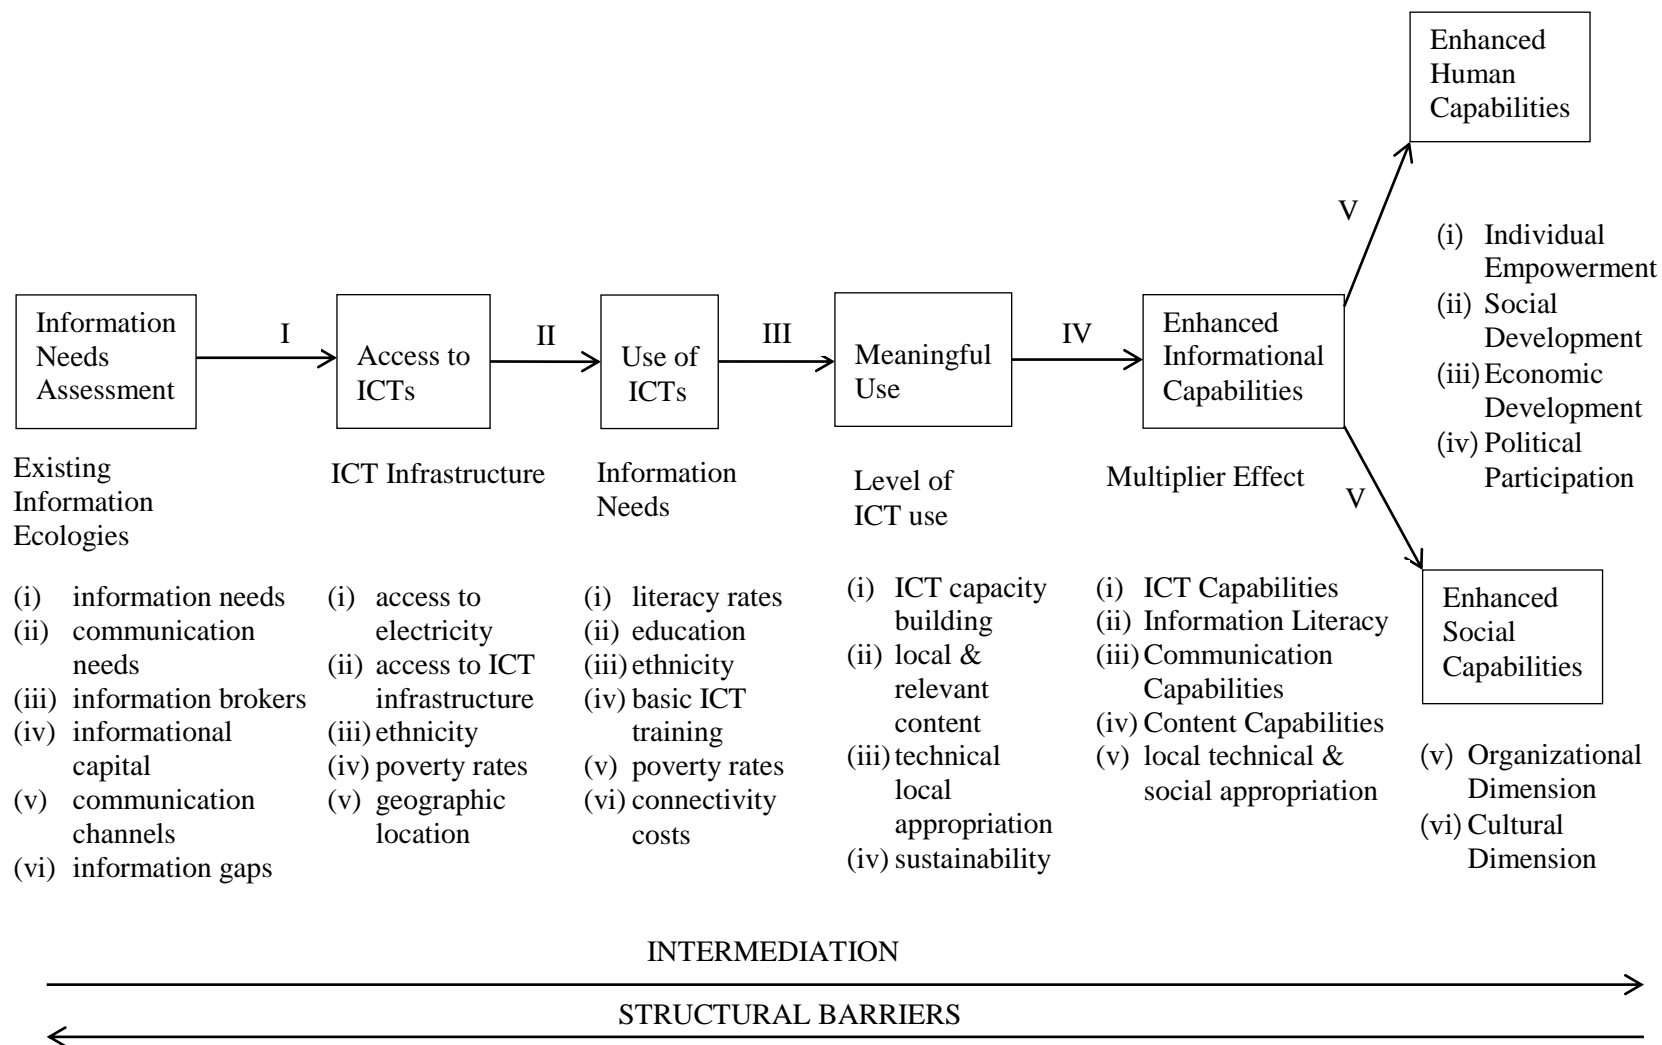 Enhanced
Human
Capabilities
V
(i) Individual
Empowerment
(ii) Social
Development
(iii) Economic
Development
(iv) Political
Participation
Information
Needs
Assessment
I
Access to
ICTs
II
Use of
ICTs
III
Meaningful
Use
IV
Enhanced
Informational
Capabilities
V
Existing
Information
Ecologies
ICT Infrastructure
Information
Needs
Level of
ICT use
Multiplier Effect
(i) information needs
(ii) communication
needs
(iii) information brokers
(iv) informational
capital
(v) communication
channels
(vi) information gaps
(i) access to
electricity
(ii) access to ICT
infrastructure
(iii) ethnicity
(iv) poverty rates
(v) geographic
location
(i) literacy rates
(ii) education
(iii) ethnicity
(iv) basic ICT
training
(v) poverty rates
(vi) connectivity
costs
(i) ICT capacity
building
(ii) local &
relevant
content
(iii) technical
local
appropriation
(iv) sustainability
(i) ICT Capabilities
(ii) Information Literacy
(iii) Communication
Capabilities
(iv) Content Capabilities
(v) local technical &
social appropriation
Enhanced
Social
Capabilities
(v) Organizational
Dimension
(vi) Cultural
Dimension
INTERMEDIATION
STRUCTURAL BARRIERS